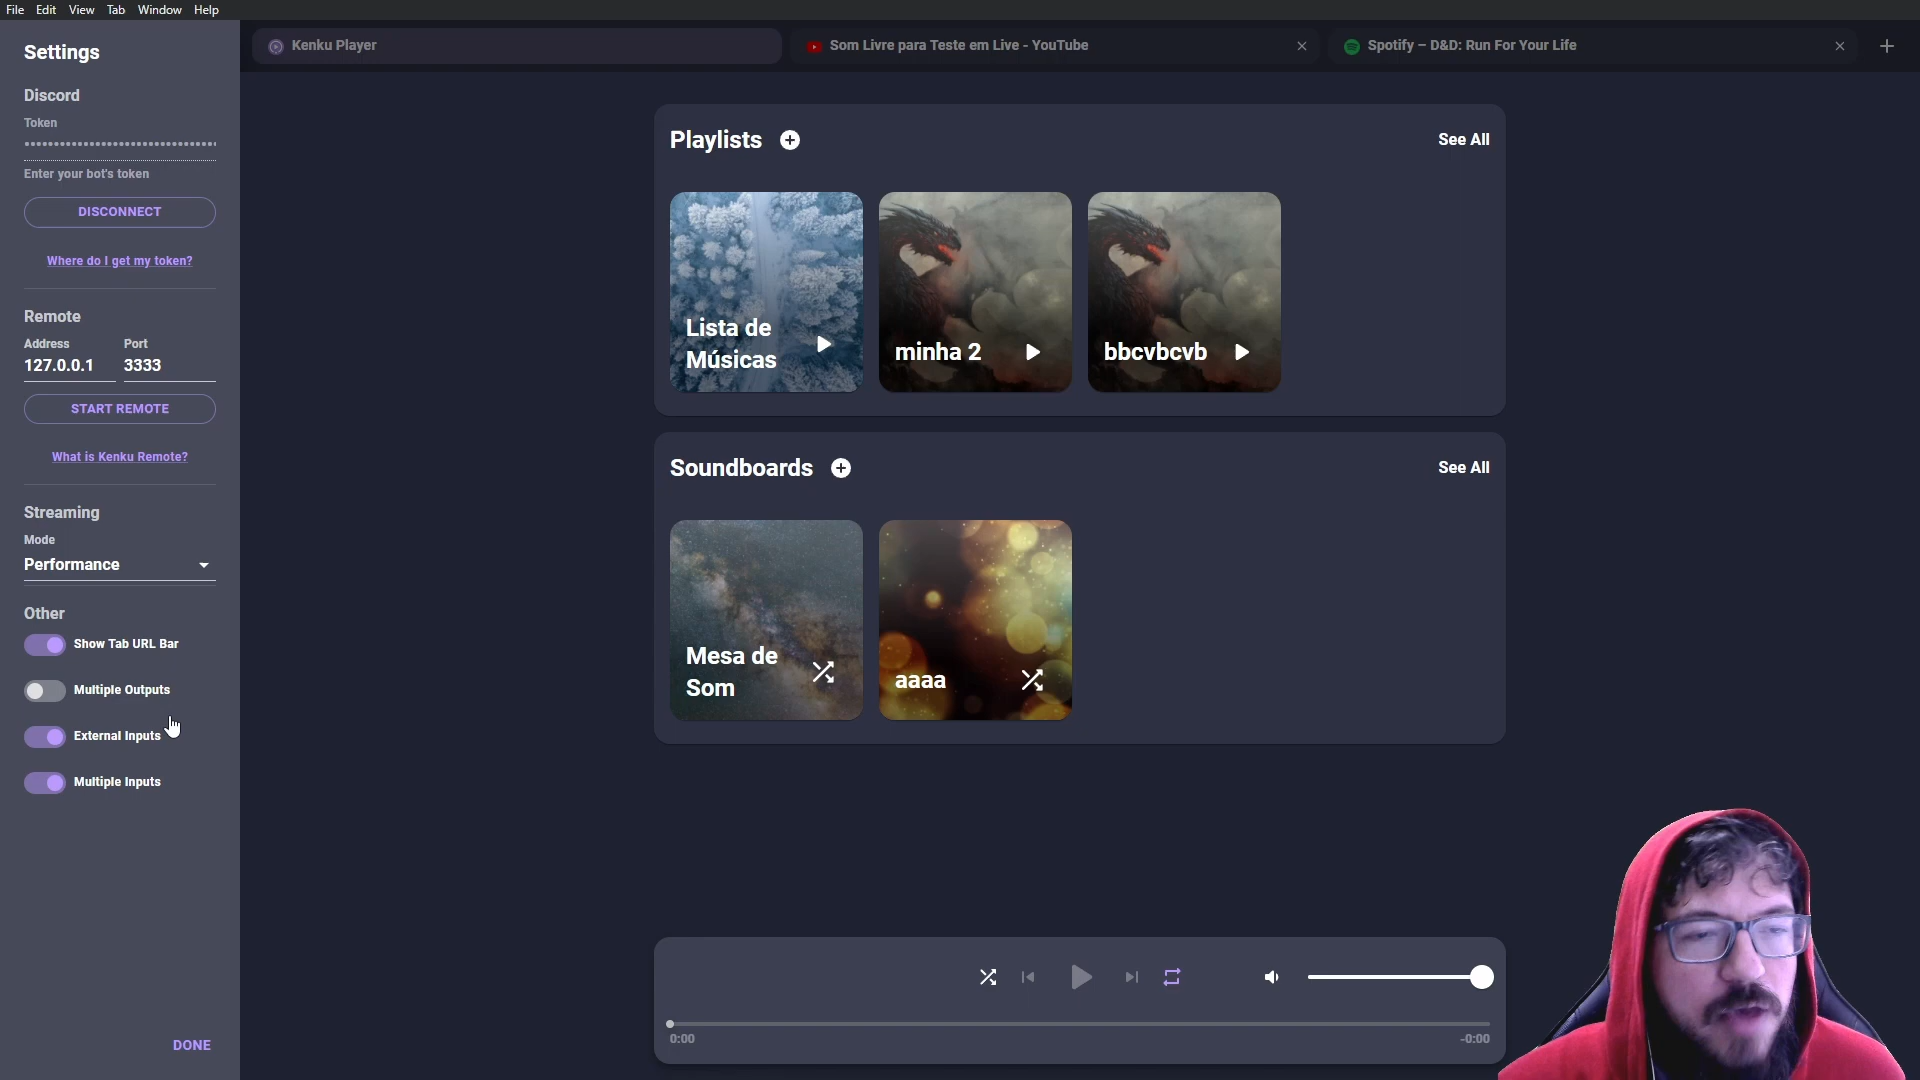 File Edit View Tab Window Help
Settings
Kenku Player
Som Livre para Teste em Live - YouTube
Spotify – D&D: Run For Your Life
Discord
Token
Enter your bot's token
DISCONNECT
Where do I get my token?
Remote
Address Port
127.0.0.1 3333
START REMOTE
What is Kenku Remote?
Streaming
Mode
Performance
Other
Show Tab URL Bar
Multiple Outputs
External Inputs
Multiple Inputs
DONE
Playlists
See All
Lista de
Músicas
minha 2
bbcvbcvb
Soundboards
See All
Mesa de
Som
aaaa
0:00
-0:00